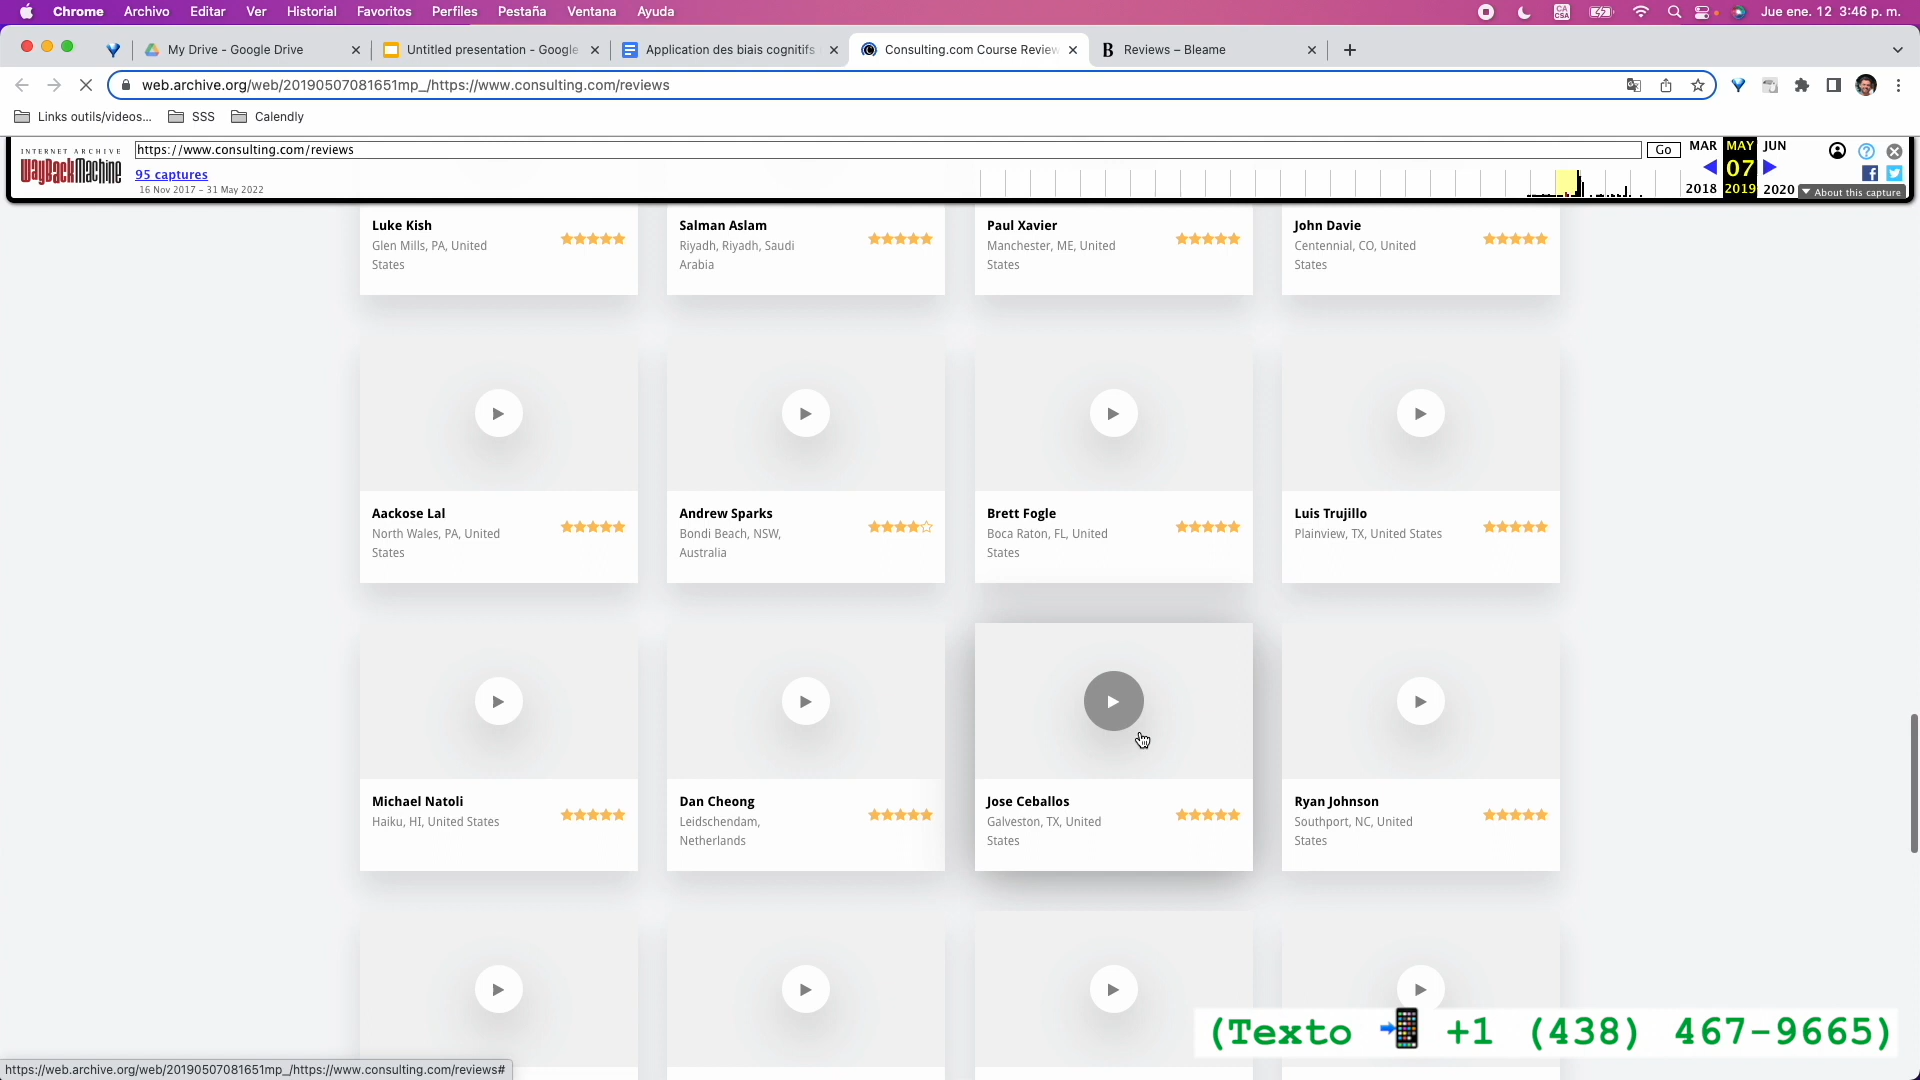 Chrome Archivo Editar Ver Historial Favoritos Perfiles Pestaña Ventana Ayuda CA CSA Jue ene. 12 3:46 p. m.
My Drive - Google Drive Untitled presentation - Google Application des biais cognitifs Consulting.com Course Review B Reviews – Bleame
web.archive.org/web/20190507081651mp_/https://www.consulting.com/reviews
Links outils/videos... SSS Calendly
INTERNET ARCHIVE
WayBackMachine
https://www.consulting.com/reviews Go
95 captures
16 Nov 2017 - 31 May 2022
MAR MAY JUN
07
2018 2019 2020
About this capture
Luke Kish
Glen Mills, PA, United
States
Salman Aslam
Riyadh, Riyadh, Saudi
Arabia
Paul Xavier
Manchester, ME, United
States
John Davie
Centennial, CO, United
States
Aackose Lal
North Wales, PA, United
States
Andrew Sparks
Bondi Beach, NSW,
Australia
Brett Fogle
Boca Raton, FL, United
States
Luis Trujillo
Plainview, TX, United States
Michael Natoli
Haiku, HI, United States
Dan Cheong
Leidschendam,
Netherlands
Jose Ceballos
Galveston, TX, United
States
Ryan Johnson
Southport, NC, United
States
(Texto 📲 +1 (438) 467-9665)
https://web.archive.org/web/20190507081651mp_/https://www.consulting.com/reviews#